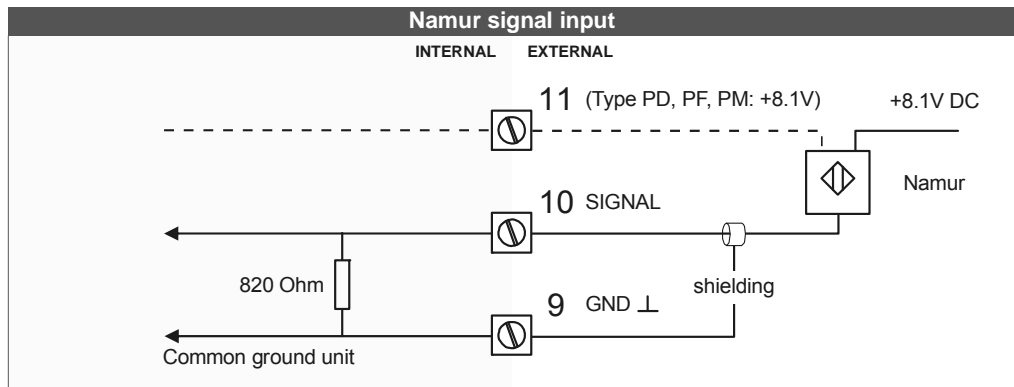 Namur signal input
INTERNAL EXTERNAL
11 (Type PD, PF, PM: +8.1V) +8.1V DC
Namur
10 SIGNAL
820 Ohm
shielding
9 GND ⊥
Common ground unit